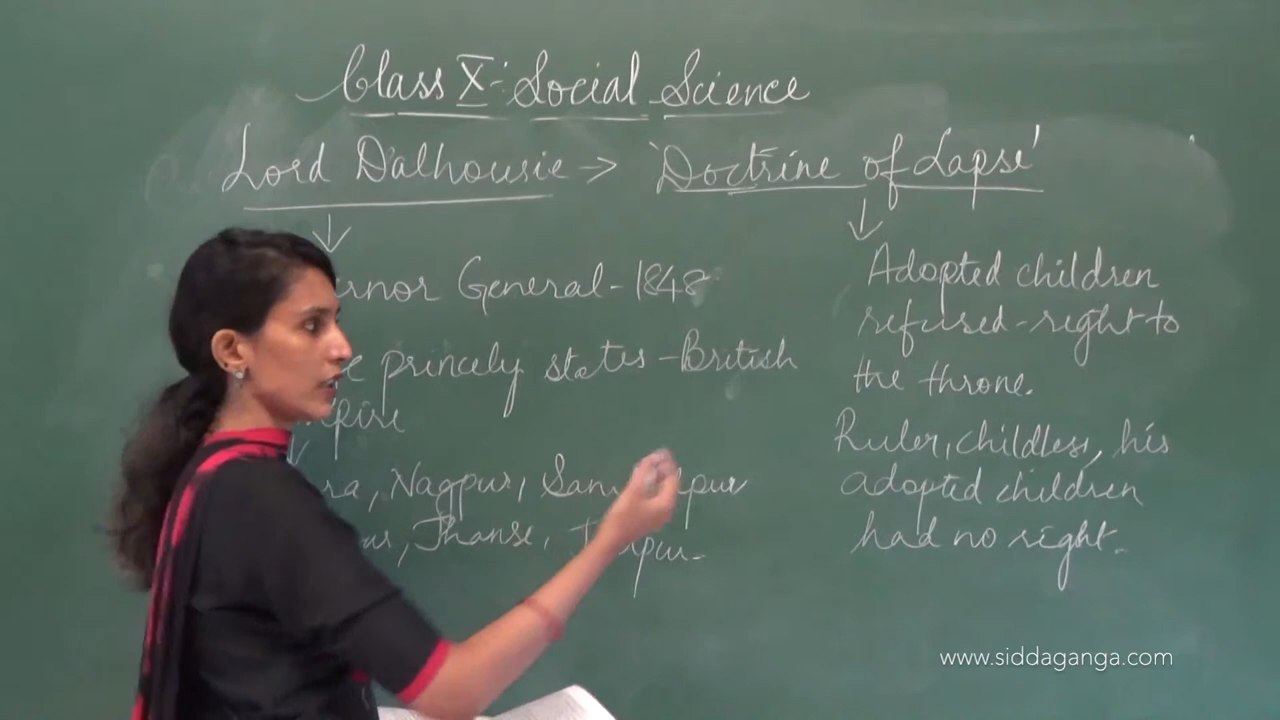 Class X:- Social Science
Lord Dalhousie -> 'Doctrine of Lapse'
General - 1848
princely states - British
Nagpur,
Jhansi,
Adopted children
refused - right to
the throne.
Ruler, childless, his
adopted children
had no right.
www.siddaganga.com